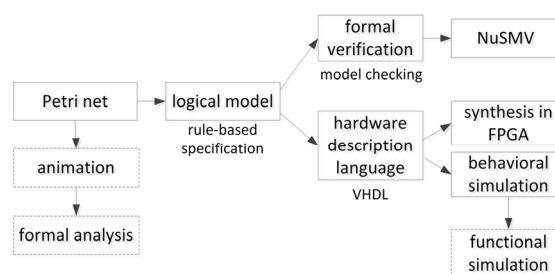 formal
verification
model checking
NuSMV
Petri net
logical model
rule-based
specification
hardware
description
language
VHDL
synthesis in
FPGA
animation
behavioral
simulation
formal analysis
functional
simulation